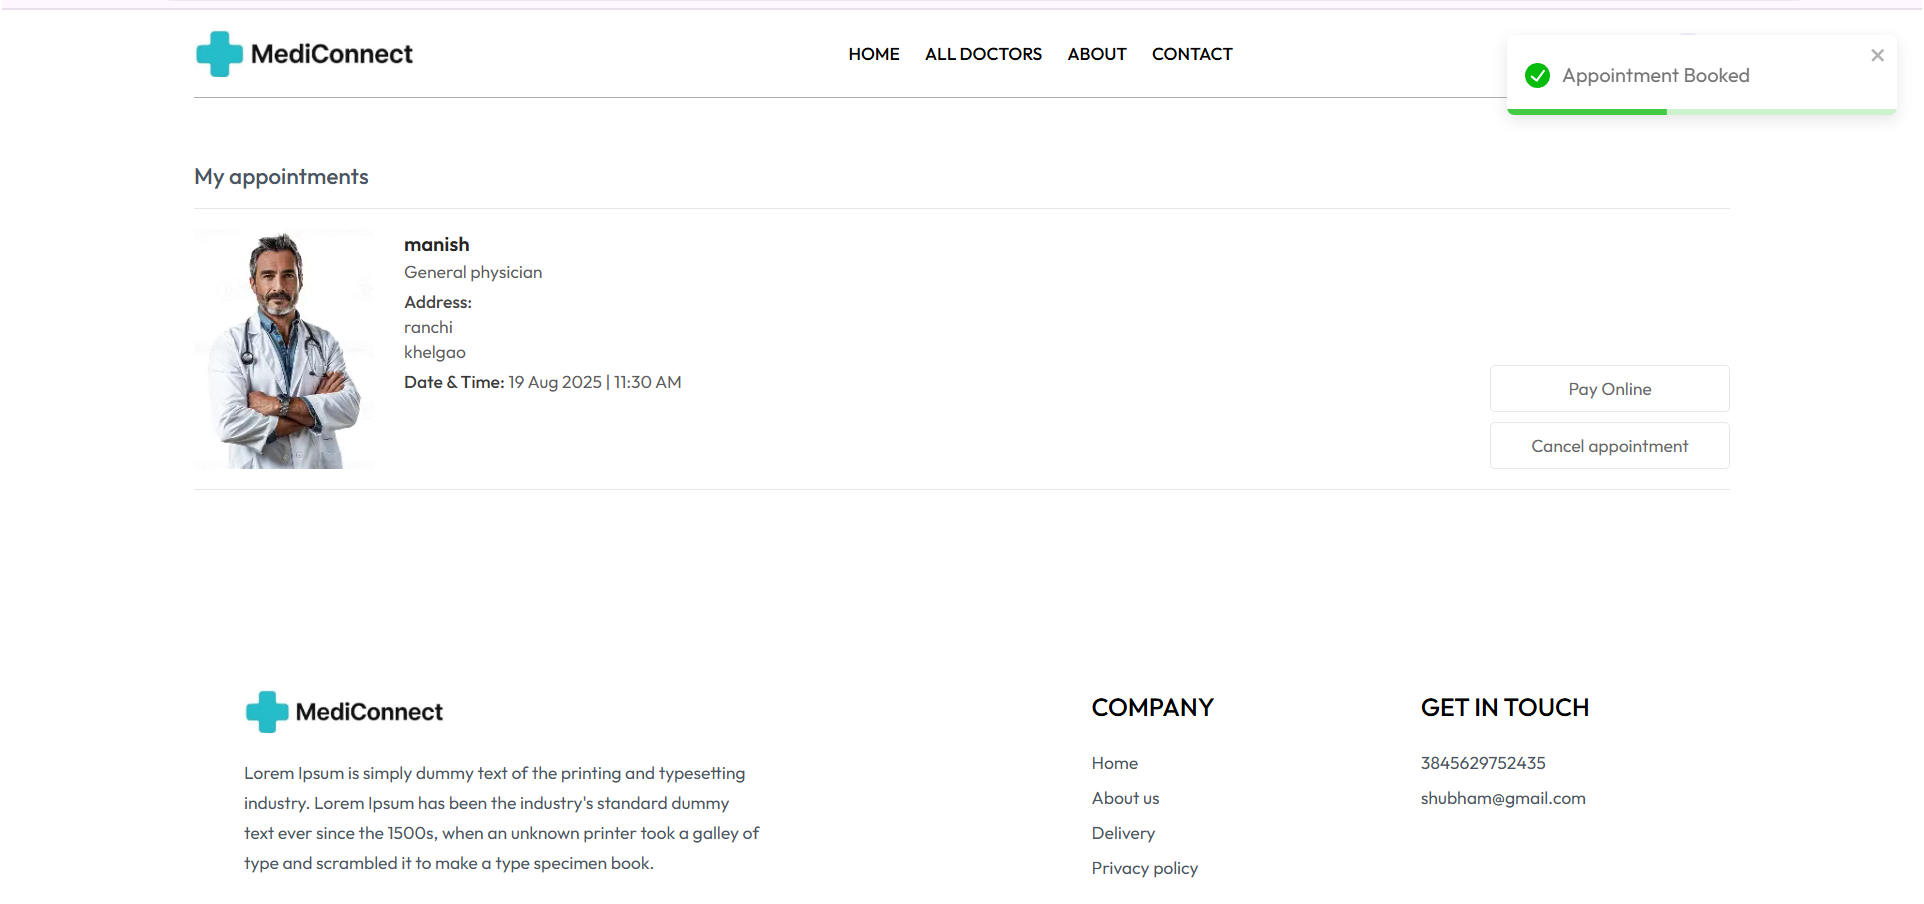 MediConnect
HOME
ALL DOCTORS
ABOUT
CONTACT
Appointment Booked
My appointments
manish
General physician
Address:
ranchi
khelgao
Date & Time: 19 Aug 2025 | 11:30 AM
Pay Online
Cancel appointment
MediConnect
Lorem Ipsum is simply dummy text of the printing and typesetting
industry. Lorem Ipsum has been the industry's standard dummy
text ever since the 1500s, when an unknown printer took a galley of
type and scrambled it to make a type specimen book.
COMPANY
Home
About us
Delivery
Privacy policy
GET IN TOUCH
3845629752435
shubham@gmail.com